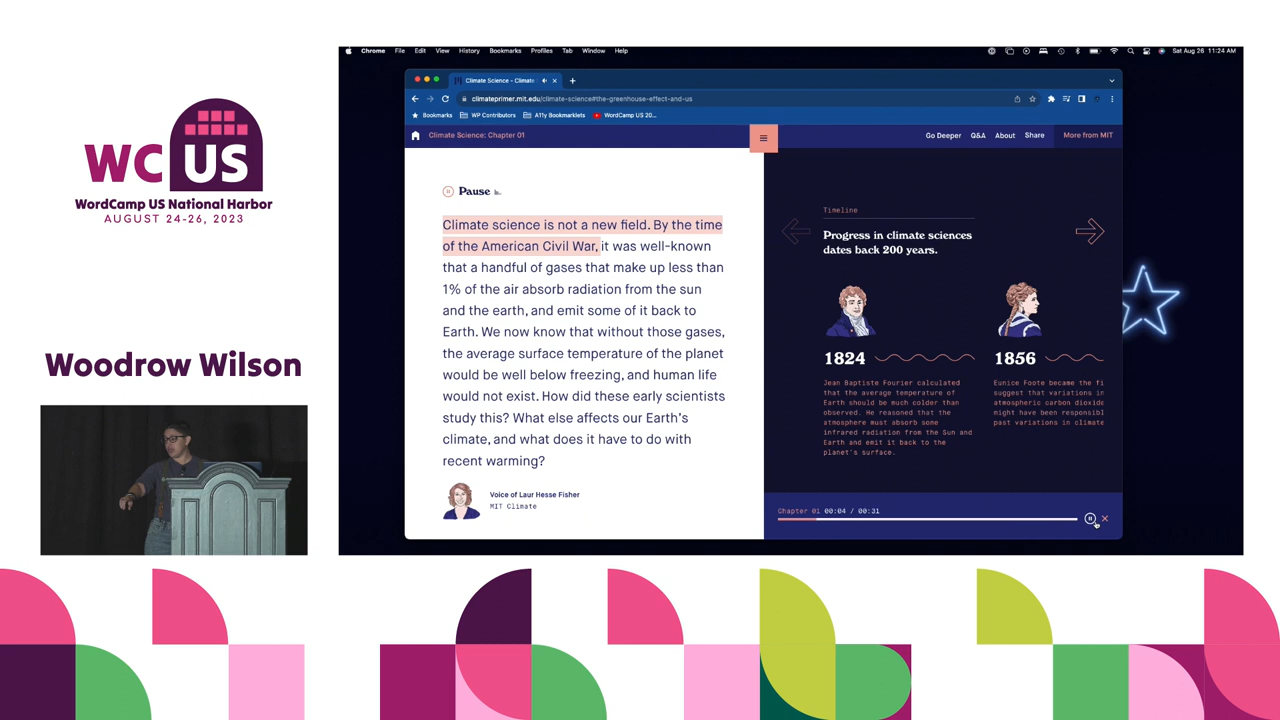 WC US
WordCamp US National Harbor
AUGUST 24-26, 2023
Woodrow Wilson
Chrome File Edit View History Bookmarks Profiles Tab Window Help
Sat Aug 26 11:24 AM
Climate Science - Climate
climateprimer.mit.edu/climate-science#the-greenhouse-effect-and-us
Bookmarks WP Contributors A11y Bookmarklets WordCamp US 20...
Climate Science: Chapter 01
Go Deeper Q&A About Share More from MIT
Pause
Climate science is not a new field. By the time
of the American Civil War, it was well-known
that a handful of gases that make up less than
1% of the air absorb radiation from the sun
and the earth, and emit some of it back to
Earth. We now know that without those gases,
the average surface temperature of the planet
would be well below freezing, and human life
would not exist. How did these early scientists
study this? What else affects our Earth's
climate, and what does it have to do with
recent warming?
Voice of Laur Hesse Fisher
MIT Climate
Timeline
Progress in climate sciences
dates back 200 years.
1824
Jean Baptiste Fourier calculated
that the average temperature of
Earth should be much colder than
observed. He reasoned that the
atmosphere must absorb some
infrared radiation from the Sun and
Earth and emit it back to the
planet's surface.
1856
Eunice Foote became the fi
suggest that variations in
atmospheric carbon dioxide
might have been responsibl
past variations in climate
Chapter 01 00:04 / 00:31